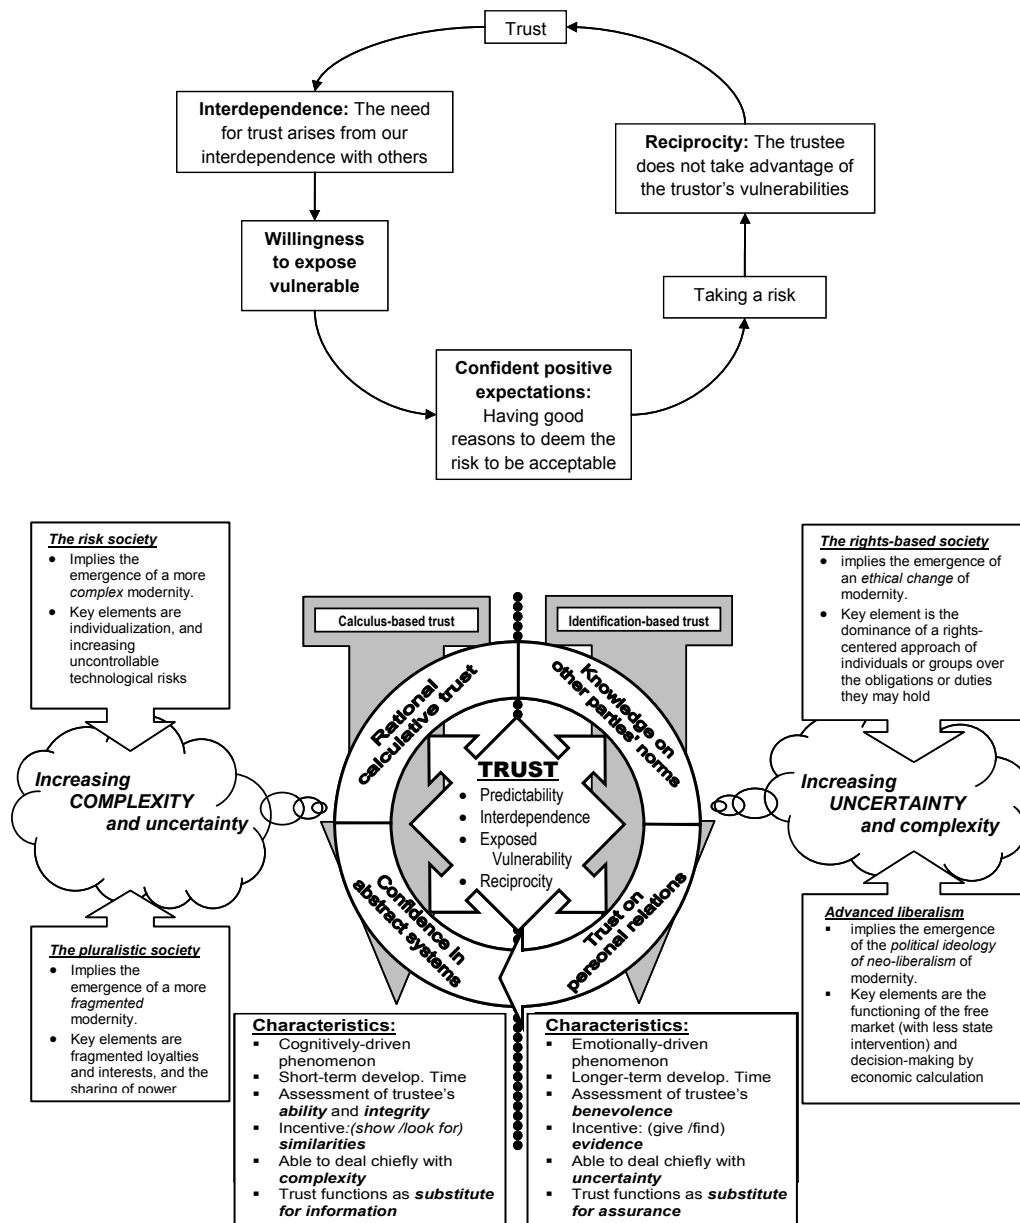 Trust
Interdependence: The need
for trust arises from our
interdependence with others
Reciprocity: The trustee
does not take advantage of
the trustor's vulnerabilities
Willingness
to expose
vulnerable
Taking a risk
Confident positive
expectations:
Having good
reasons to deem the
risk to be acceptable
The risk society
• Implies the
emergence of a more
complex modernity.
• Key elements are
individualization, and
increasing
uncontrollable
technological risks
Increasing
COMPLEXITY
and uncertainty
The pluralistic society
• Implies the
emergence of a more
fragmented
modernity.
• Key elements are
fragmented loyalties
and interests, and the
sharing of power
Calculus-based trust
Identification-based trust
Rational
calculative trust
Knowledge on
other parties' norms
TRUST
• Predictability
• Interdependence
• Exposed
Vulnerability
• Reciprocity
Confidence in
abstract systems
Trust on
personal relations
The rights-based society
• implies the emergence of
an ethical change of
modernity.
• Key element is the
dominance of a rights-
centered approach of
individuals or groups over
the obligations or duties
they may hold
Increasing
UNCERTAINTY
and complexity
Advanced liberalism
▪ implies the emergence
of the political ideology
of neo-liberalism of
modernity.
▪ Key elements are the
functioning of the free
market (with less state
intervention) and
decision-making by
economic calculation
Characteristics:
▪ Cognitively-driven
phenomenon
▪ Short-term develop. Time
▪ Assessment of trustee's
ability and integrity
▪ Incentive:(show /look for)
similarities
▪ Able to deal chiefly with
complexity
▪ Trust functions as substitute
for information
Characteristics:
▪ Emotionally-driven
phenomenon
▪ Longer-term develop. Time
▪ Assessment of trustee's
benevolence
▪ Incentive: (give /find)
evidence
▪ Able to deal chiefly with
uncertainty
▪ Trust functions as substitute
for assurance